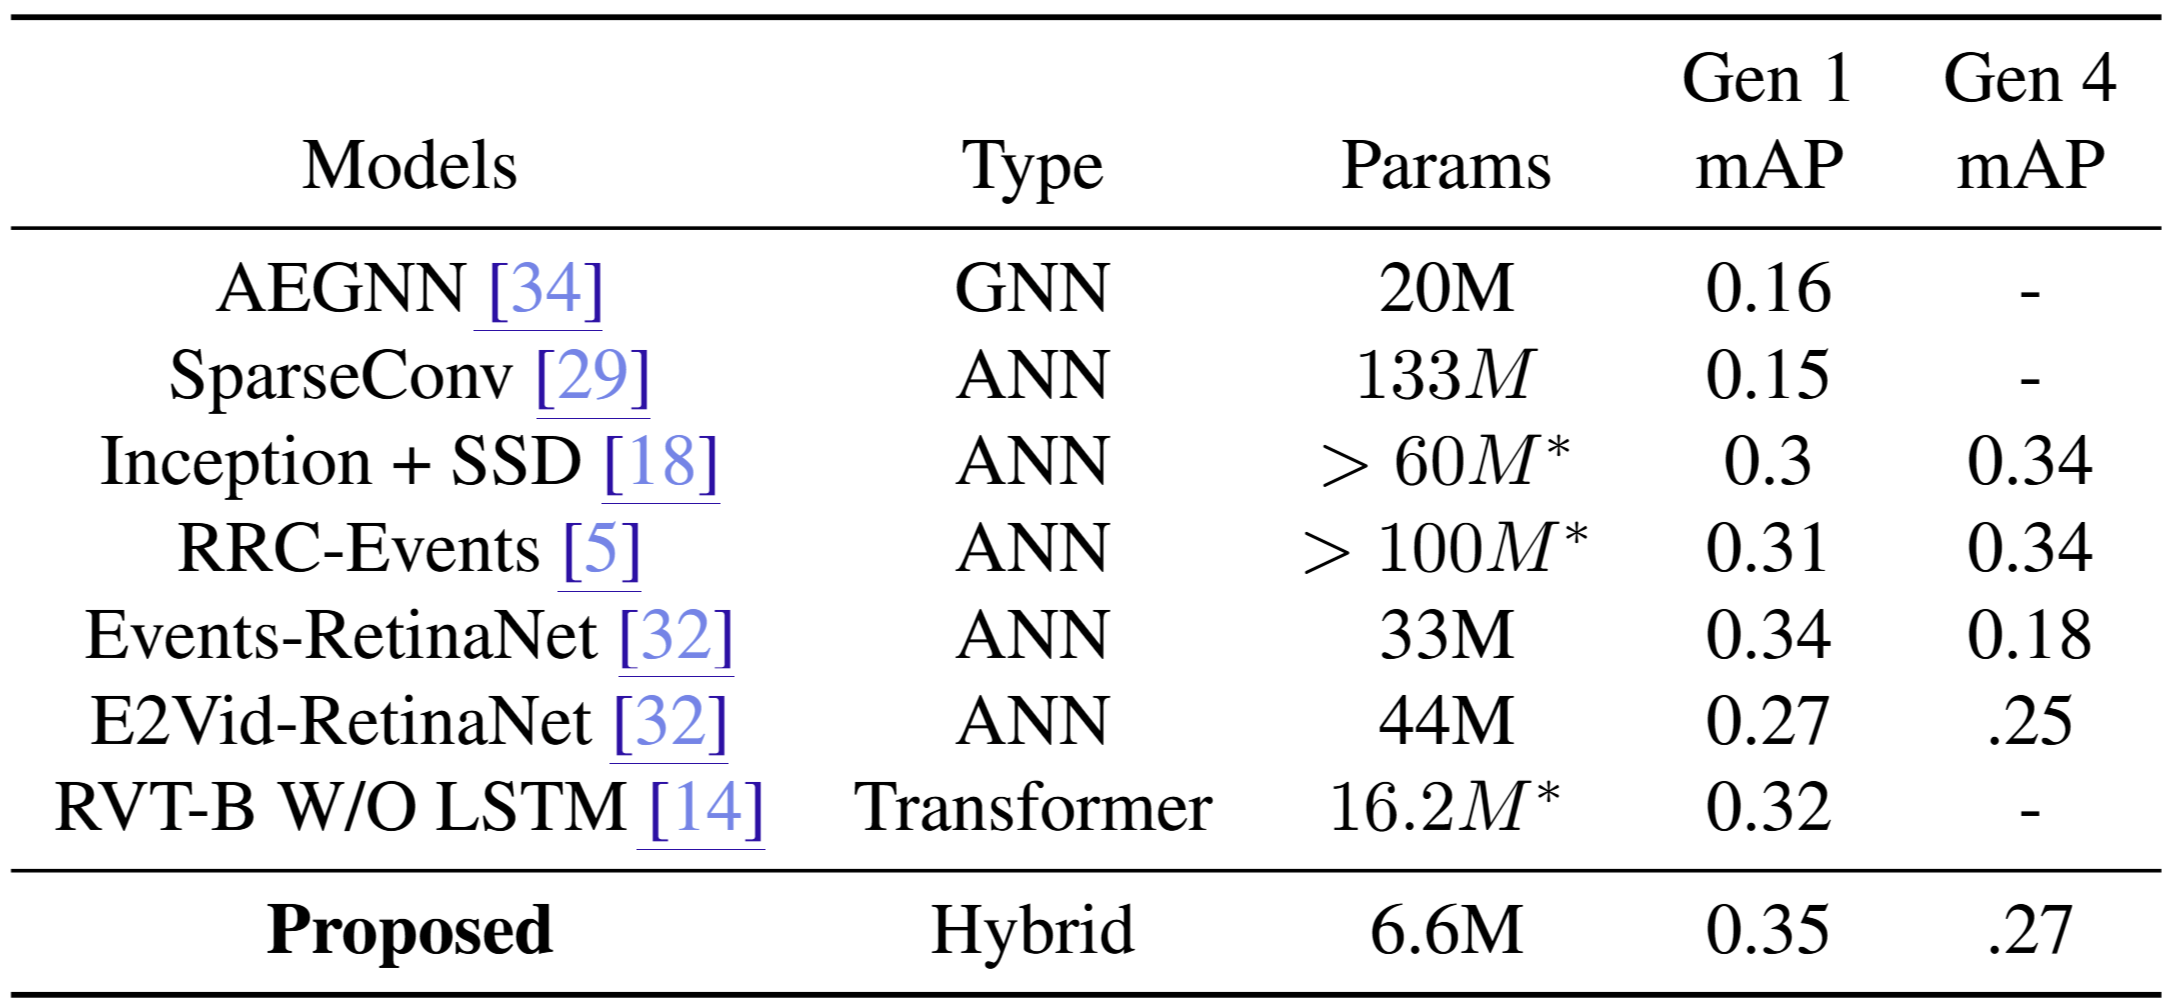 Gen 1 Gen 4
Models Type Params mAP mAP
AEGNN [34] GNN 20M 0.16 -
SparseConv [29] ANN 133M 0.15 -
Inception + SSD [18] ANN > 60M* 0.3 0.34
RRC-Events [5] ANN > 100M* 0.31 0.34
Events-RetinaNet [32] ANN 33M 0.34 0.18
E2Vid-RetinaNet [32] ANN 44M 0.27 .25
RVT-B W/O LSTM [14] Transformer 16.2M* 0.32 -
Proposed Hybrid 6.6M 0.35 .27